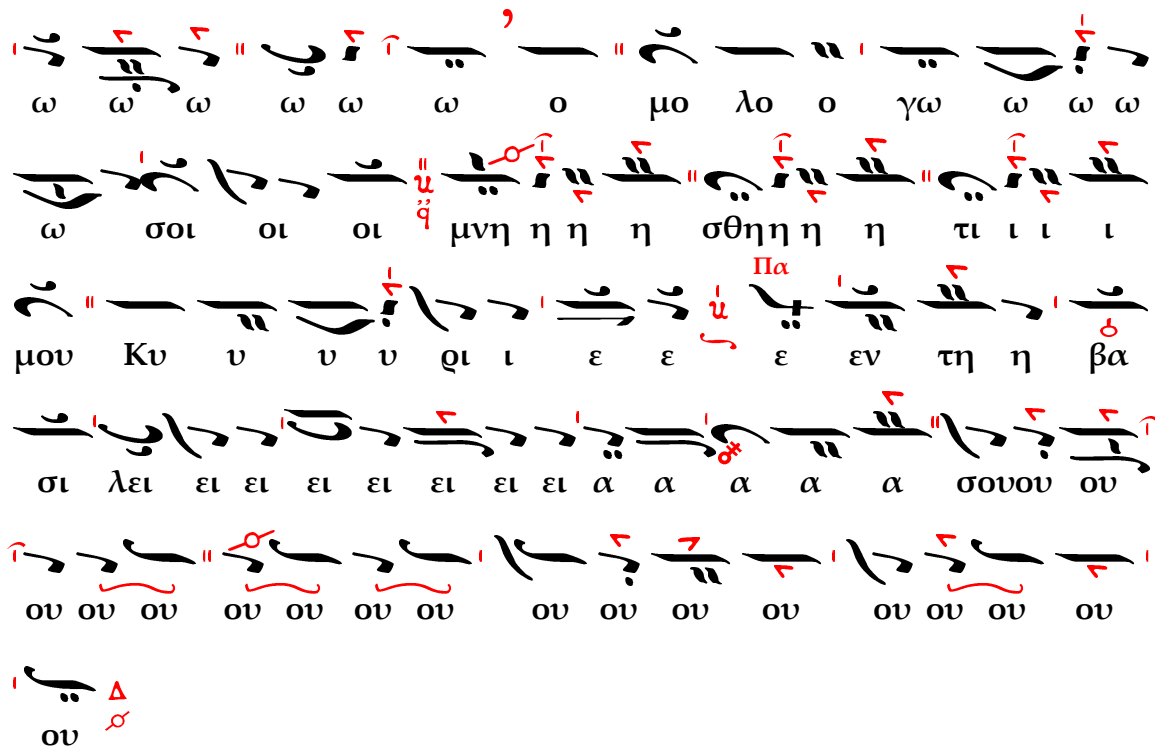 ω ω ω ω ω ω ο μο λο ο γω ω ω ω
ω σοι οι οι μνη η η η σθη η η η τι ι ι ι
Πα
μου Κυ υ υ υ ρι ι ε ε ε εν τη η βα
σι λει ει ει ει ει ει ει ει α α α α α σουου ου
ου ου ου ου ου ου ου ου ου ου ου ου ου ου ου
ου Δ